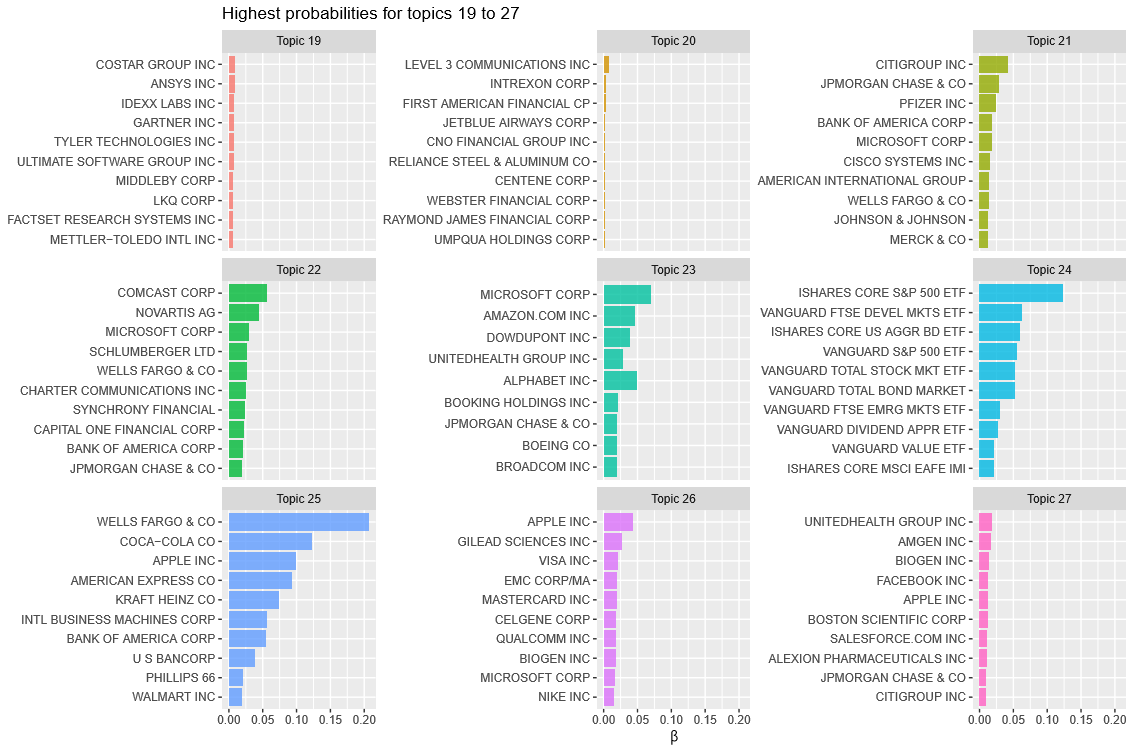 Highest probabilities for topics 19 to 27
Topic 19
COSTAR GROUP INC
ANSYS INC
IDEXX LABS INC
GARTNER INC
TYLER TECHNOLOGIES INC
ULTIMATE SOFTWARE GROUP INC
MIDDLEBY CORP
LKQ CORP
FACTSET RESEARCH SYSTEMS INC
METTLER−TOLEDO INTL INC
Topic 20
LEVEL 3 COMMUNICATIONS INC
INTREXON CORP
FIRST AMERICAN FINANCIAL CP
JETBLUE AIRWAYS CORP
CNO FINANCIAL GROUP INC
RELIANCE STEEL & ALUMINUM CO
CENTENE CORP
WEBSTER FINANCIAL CORP
RAYMOND JAMES FINANCIAL CORP
UMPQUA HOLDINGS CORP
Topic 21
CITIGROUP INC
JPMORGAN CHASE & CO
PFIZER INC
BANK OF AMERICA CORP
MICROSOFT CORP
CISCO SYSTEMS INC
AMERICAN INTERNATIONAL GROUP
WELLS FARGO & CO
JOHNSON & JOHNSON
MERCK & CO
Topic 22
COMCAST CORP
NOVARTIS AG
MICROSOFT CORP
SCHLUMBERGER LTD
WELLS FARGO & CO
CHARTER COMMUNICATIONS INC
SYNCHRONY FINANCIAL
CAPITAL ONE FINANCIAL CORP
BANK OF AMERICA CORP
JPMORGAN CHASE & CO
Topic 23
MICROSOFT CORP
AMAZON.COM INC
DOWDUPONT INC
UNITEDHEALTH GROUP INC
ALPHABET INC
BOOKING HOLDINGS INC
JPMORGAN CHASE & CO
BOEING CO
BROADCOM INC
Topic 24
ISHARES CORE S&P 500 ETF
VANGUARD FTSE DEVEL MKTS ETF
ISHARES CORE US AGGR BD ETF
VANGUARD S&P 500 ETF
VANGUARD TOTAL STOCK MKT ETF
VANGUARD TOTAL BOND MARKET
VANGUARD FTSE EMRG MKTS ETF
VANGUARD DIVIDEND APPR ETF
VANGUARD VALUE ETF
ISHARES CORE MSCI EAFE IMI
Topic 25
WELLS FARGO & CO
COCA−COLA CO
APPLE INC
AMERICAN EXPRESS CO
KRAFT HEINZ CO
INTL BUSINESS MACHINES CORP
BANK OF AMERICA CORP
U S BANCORP
PHILLIPS 66
WALMART INC
0.00 0.05 0.10 0.15 0.20
Topic 26
APPLE INC
GILEAD SCIENCES INC
VISA INC
EMC CORP/MA
MASTERCARD INC
CELGENE CORP
QUALCOMM INC
BIOGEN INC
MICROSOFT CORP
NIKE INC
0.00 0.05 0.10 0.15 0.20
Topic 27
UNITEDHEALTH GROUP INC
AMGEN INC
BIOGEN INC
FACEBOOK INC
APPLE INC
BOSTON SCIENTIFIC CORP
SALESFORCE.COM INC
ALEXION PHARMACEUTICALS INC
JPMORGAN CHASE & CO
CITIGROUP INC
0.00 0.05 0.10 0.15 0.20
β